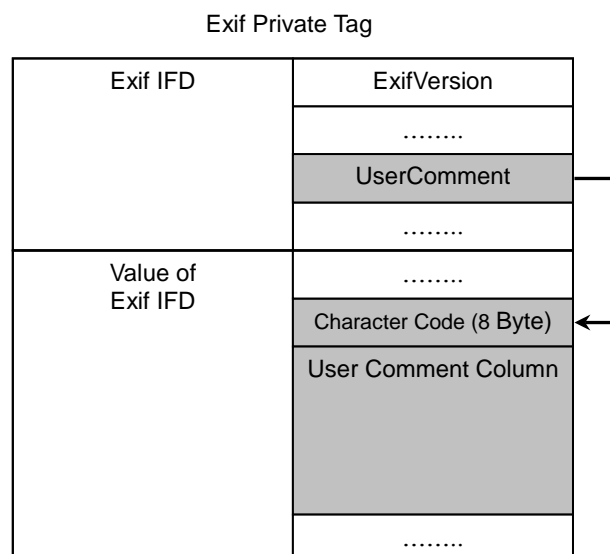 Exif Private Tag
Exif IFD
ExifVersion
........
UserComment
........
Value of
Exif IFD
........
Character Code (8 Byte)
User Comment Column
........